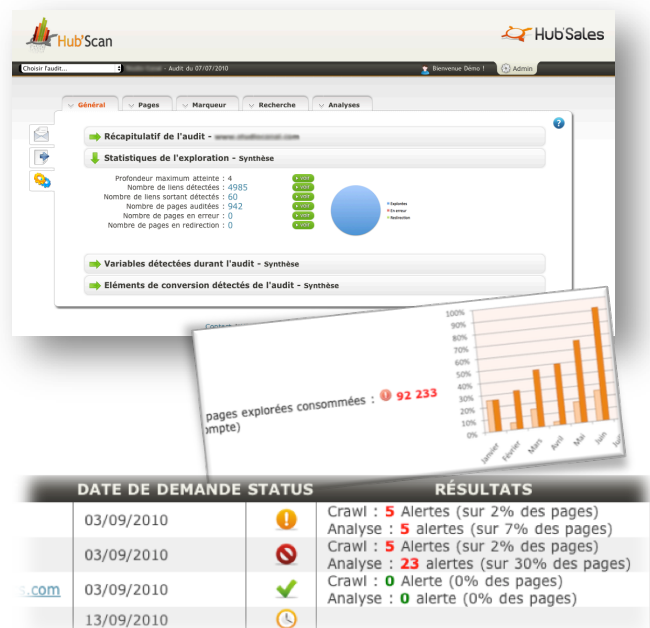 Hub'Scan
Hub'Sales
Choisir l'audit...
- Audit du 07/07/2010
Bienvenue Démo !
Admin
Général
Pages
Marqueur
Recherche
Analyses
?
Récapitulatif de l'audit -
Statistiques de l'exploration - Synthèse
Profondeur maximum atteinte : 4
Nombre de liens détectées : 4985
Nombre de liens sortant détectés : 60
Nombre de pages auditées : 942
Nombre de pages en erreur : 0
Nombre de pages en redirection : 0
Explorées
En erreur
Redirection
Variables détectées durant l'audit - Synthèse
Eléments de conversion détectés de l'audit - Synthèse
pages explorées consommées : 92 233
ompte)
100%
90%
80%
70%
60%
50%
40%
30%
20%
10%
0%
Janvier
Février
Mars
Avril
Mai
Juin
DATE DE DEMANDE STATUS RÉSULTATS
03/09/2010
Crawl : 5 Alertes (sur 2% des pages)
Analyse : 5 alertes (sur 7% des pages)
03/09/2010
Crawl : 5 Alertes (sur 2% des pages)
Analyse : 23 alertes (sur 30% des pages)
s.com
03/09/2010
Crawl : 0 Alerte (0% des pages)
Analyse : 0 alerte (0% des pages)
13/09/2010